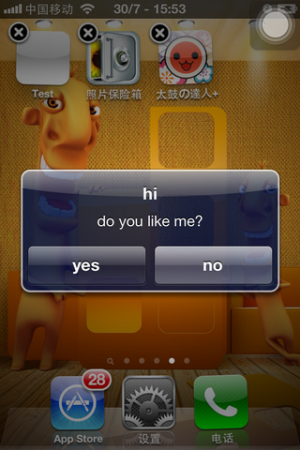 中国移动 30/7 - 15:53
Test 照片保险箱 太鼓の達人+
hi
do you like me?
yes no
28
App Store 设置 电话